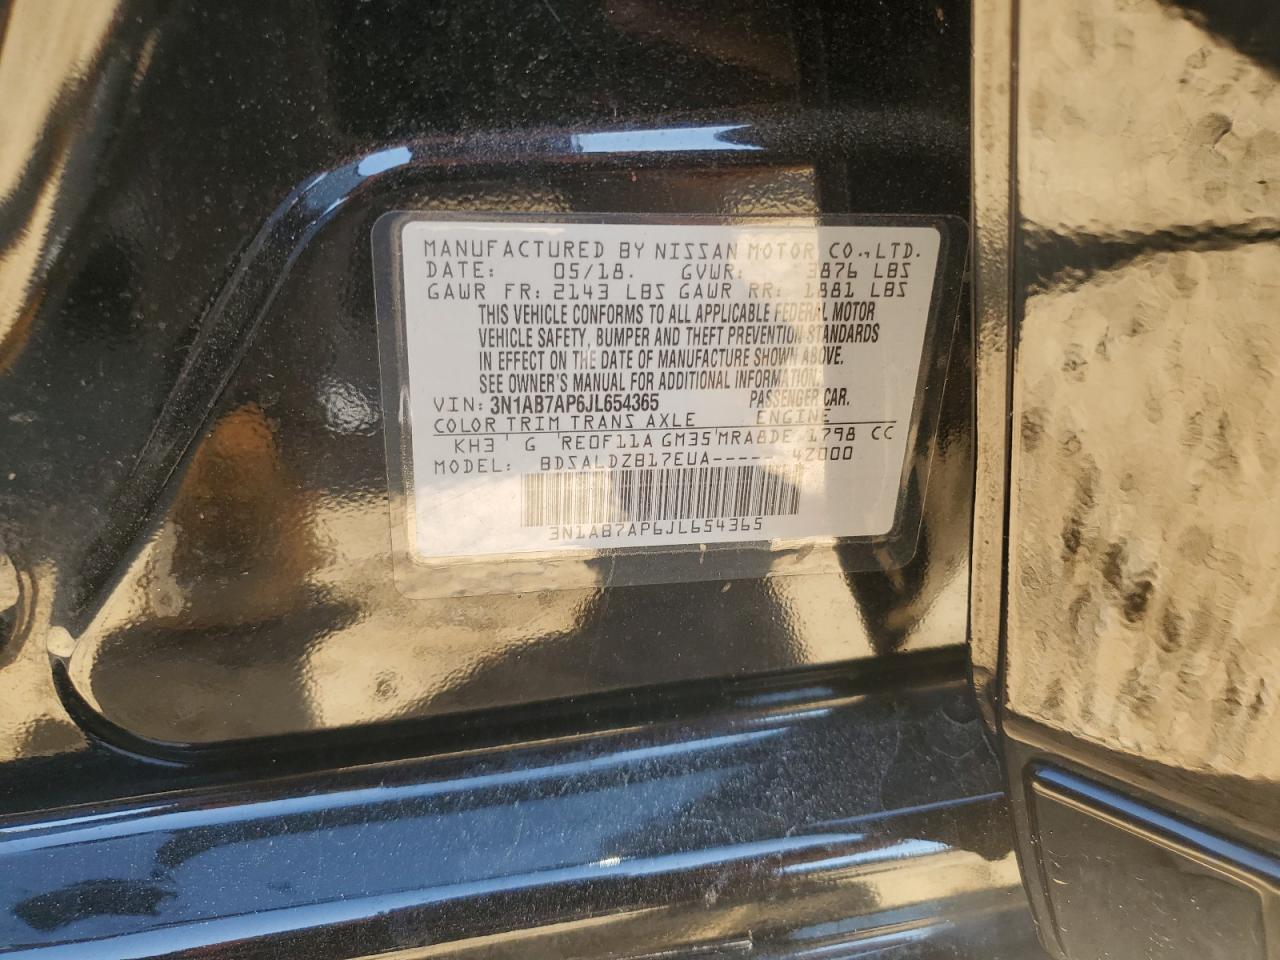 MANUFACTURED BY NISSAN MOTOR CO.,LTD.
DATE: 05/18. GVWR: 3876 LBS
GAWR FR: 2143 LBS GAWR RR: 1881 LBS
THIS VEHICLE CONFORMS TO ALL APPLICABLE FEDERAL MOTOR
VEHICLE SAFETY, BUMPER AND THEFT PREVENTION STANDARDS
IN EFFECT ON THE DATE OF MANUFACTURE SHOWN ABOVE.
SEE OWNER'S MANUAL FOR ADDITIONAL INFORMATION.
VIN: 3N1AB7AP6JL654365 PASSENGER CAR.
COLOR TRIM TRANS AXLE ENGINE
KH3 G RE0F11A GM35 MRA8DE 1798 CC
MODEL: BDSALDZB17EUA----- 4Z000
3N1AB7AP6JL654365